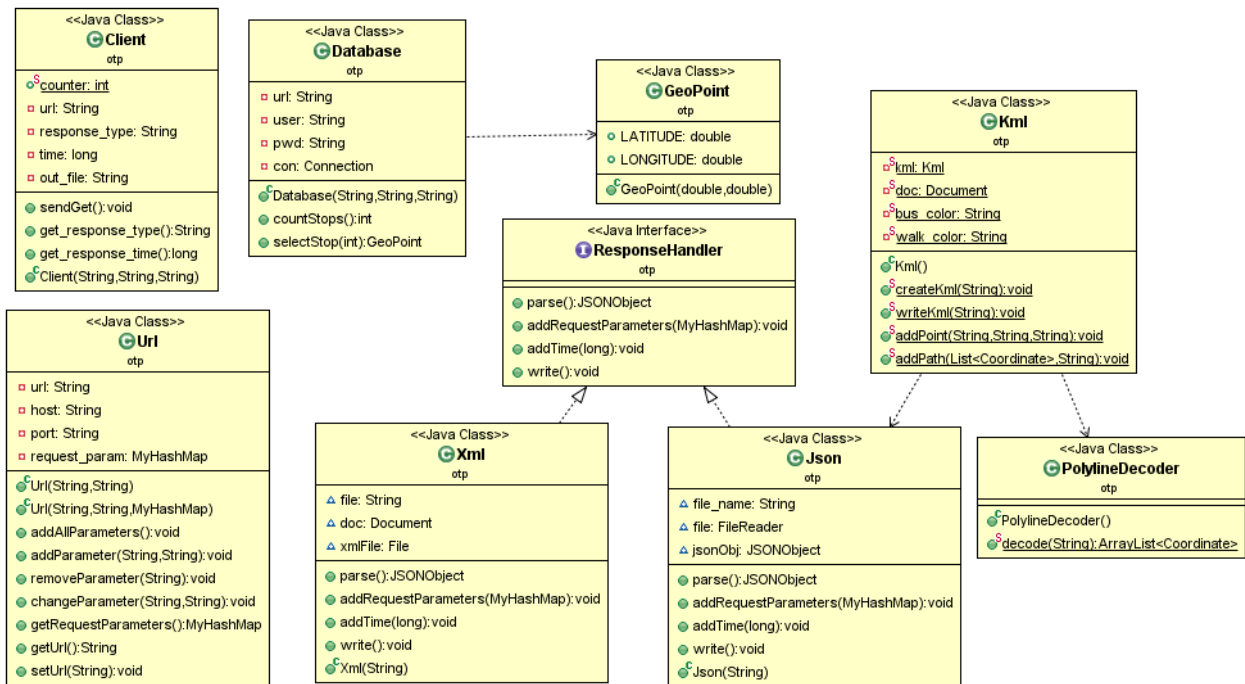 <<Java Class>>
Client
otp
counter: int
url: String
response_type: String
time: long
out_file: String
sendGet():void
get_response_type():String
get_response_time():long
Client(String,String,String)
<<Java Class>>
Database
otp
url: String
user: String
pwd: String
con: Connection
Database(String,String,String)
countStops():int
selectStop(int):GeoPoint
<<Java Class>>
GeoPoint
otp
LATITUDE: double
LONGITUDE: double
GeoPoint(double,double)
<<Java Class>>
Kml
otp
kml: Kml
doc: Document
bus_color: String
walk_color: String
Kml()
createKml(String):void
writeKml(String):void
addPoint(String,String,String):void
addPath(List<Coordinate>,String):void
<<Java Interface>>
ResponseHandler
otp
parse():JSONObject
addRequestParameters(MyHashMap):void
addTime(long):void
write():void
<<Java Class>>
Url
otp
url: String
host: String
port: String
request_param: MyHashMap
Url(String,String)
Url(String,String,MyHashMap)
addAllParameters():void
addParameter(String,String):void
removeParameter(String):void
changeParameter(String,String):void
getRequestParameters():MyHashMap
getUrl():String
setUrl(String):void
<<Java Class>>
Xml
otp
file: String
doc: Document
xmlFile: File
parse():JSONObject
addRequestParameters(MyHashMap):void
addTime(long):void
write():void
Xml(String)
<<Java Class>>
Json
otp
file_name: String
file: FileReader
jsonObj: JSONObject
parse():JSONObject
addRequestParameters(MyHashMap):void
addTime(long):void
write():void
Json(String)
<<Java Class>>
PolylineDecoder
otp
PolylineDecoder()
decode(String):ArrayList<Coordinate>